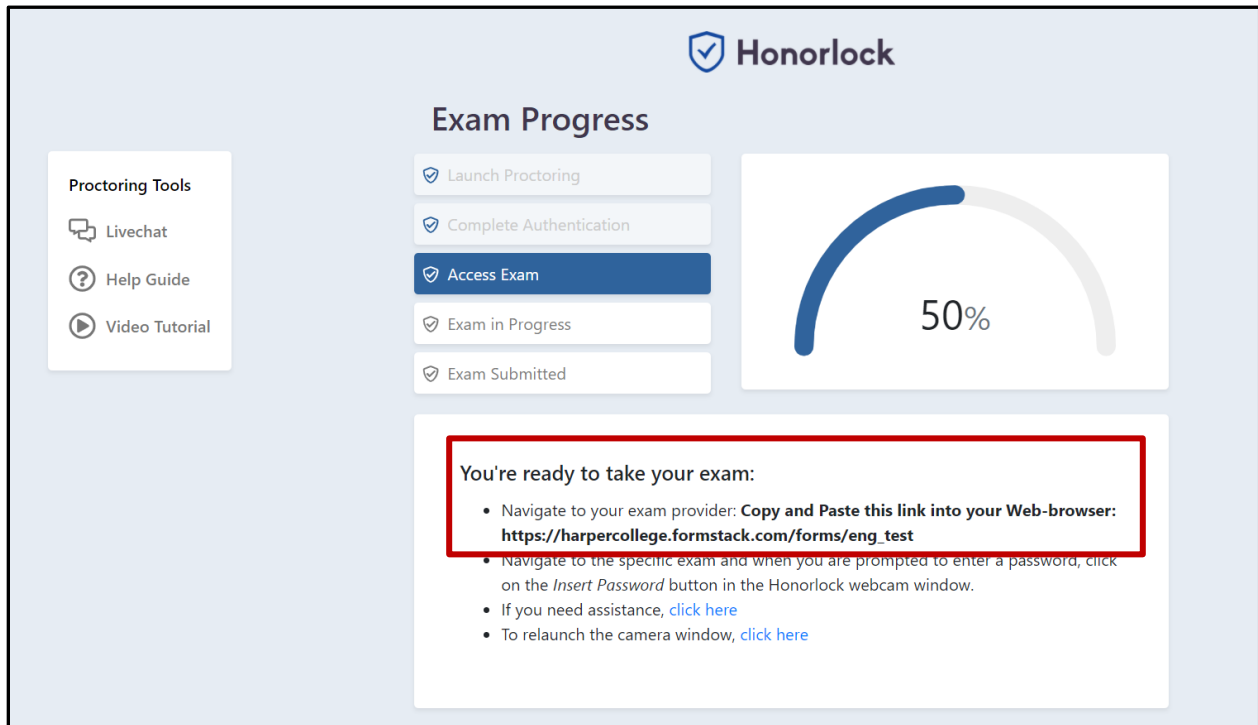 Honorlock
Exam Progress
Proctoring Tools
Livechat
Help Guide
Video Tutorial
Launch Proctoring
Complete Authentication
Access Exam
Exam in Progress
Exam Submitted
50%
You're ready to take your exam:
• Navigate to your exam provider: Copy and Paste this link into your Web-browser:
https://harpercollege.formstack.com/forms/eng_test
• Navigate to the specific exam and when you are prompted to enter a password, click
on the Insert Password button in the Honorlock webcam window.
• If you need assistance, click here
• To relaunch the camera window, click here